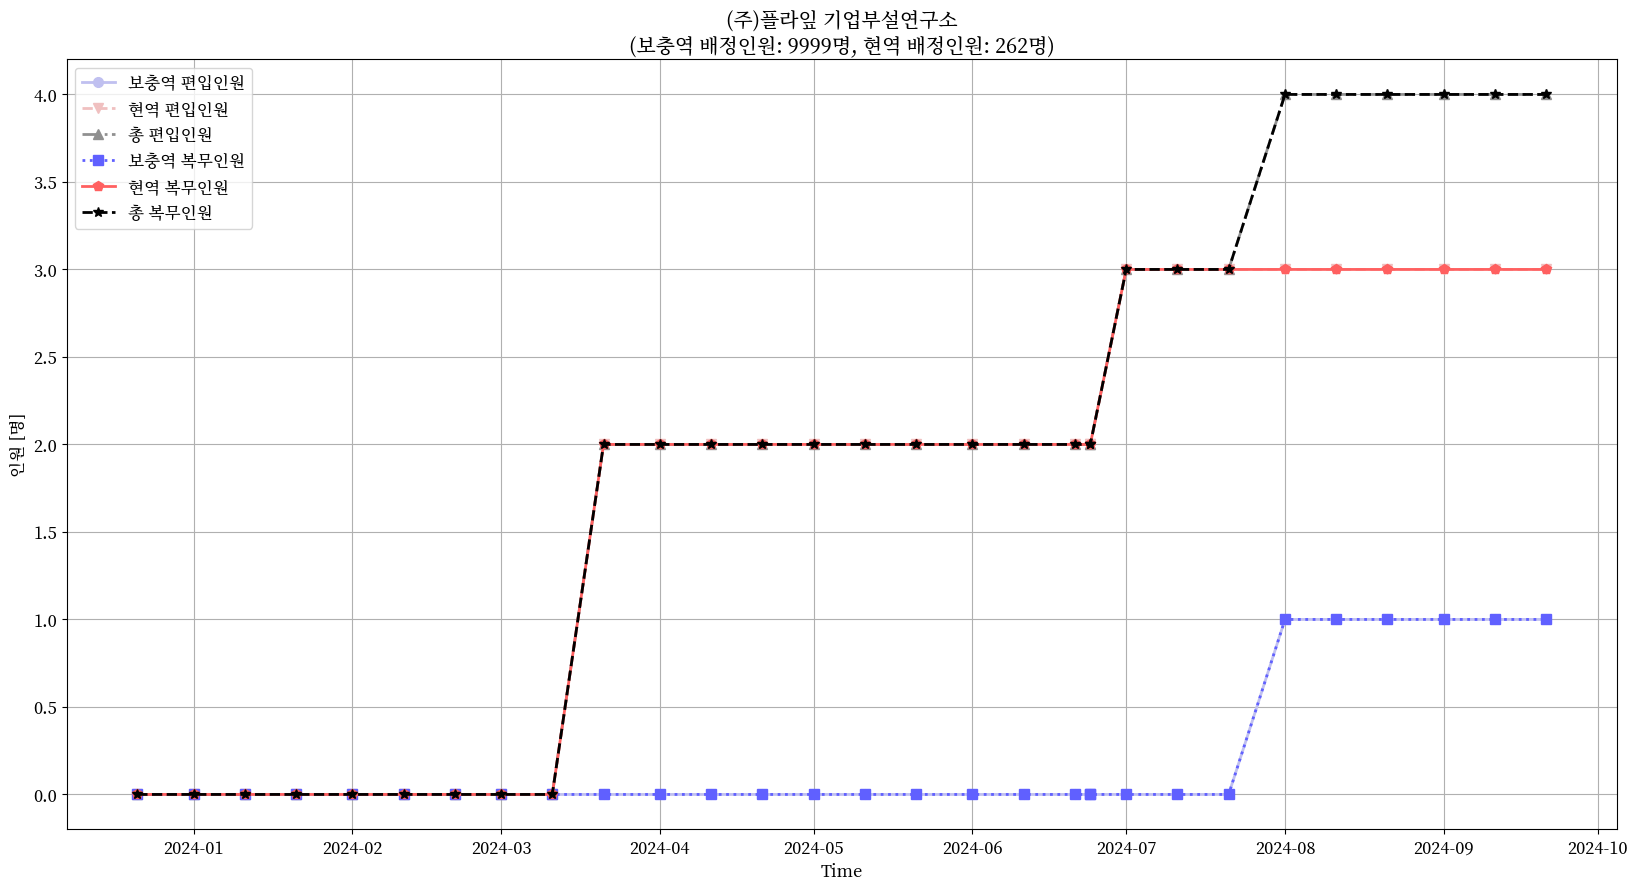 (주)플라잎 기업부설연구소
(보충역 배정인원: 9999명, 현역 배정인원: 262명)
보충역 편입인원
현역 편입인원
총 편입인원
보충역 복무인원
현역 복무인원
총 복무인원
4.0
3.5
3.0
2.5
2.0
1.5
1.0
0.5
0.0
인원 [명]
2024-01 2024-02 2024-03 2024-04 2024-05 2024-06 2024-07 2024-08 2024-09 2024-10
Time